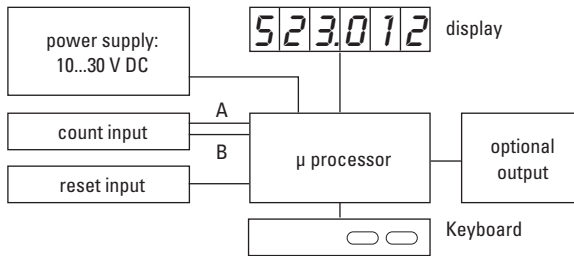 power supply:
10...30 V DC
523.012
display
A
count input
B
µ processor
optional
output
reset input
Keyboard